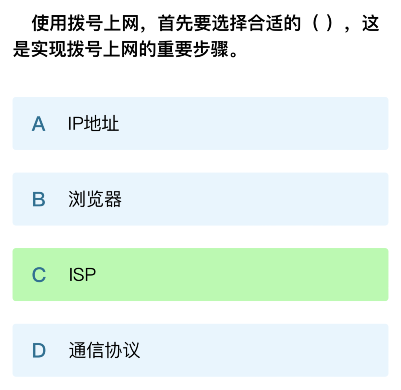 使用拨号上网，首先要选择合适的（ ），这
是实现拨号上网的重要步骤。
A IP地址
B 浏览器
C ISP
D 通信协议